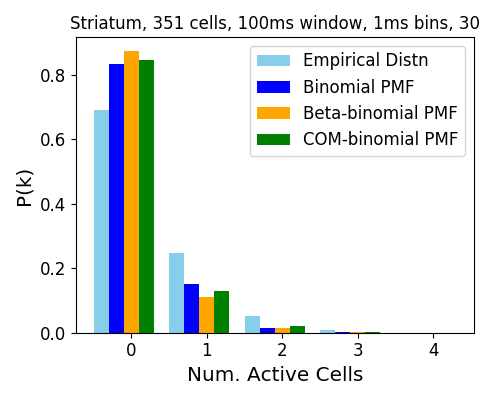 Striatum, 351 cells, 100ms window, 1ms bins, 30
Empirical Distn
Binomial PMF
Beta-binomial PMF
COM-binomial PMF
P(k)
0.8
0.6
0.4
0.2
0.0
0 1 2 3 4
Num. Active Cells